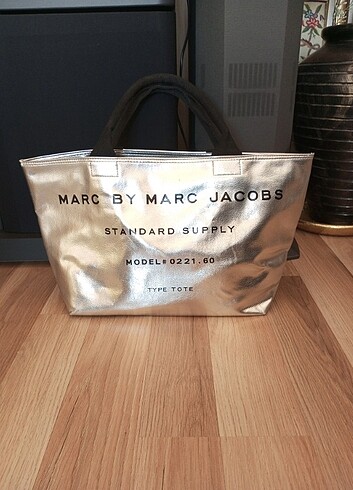 MARC BY MARC JACOBS
STANDARD SUPPLY
MODEL# 0221.60
TYPE TOTE